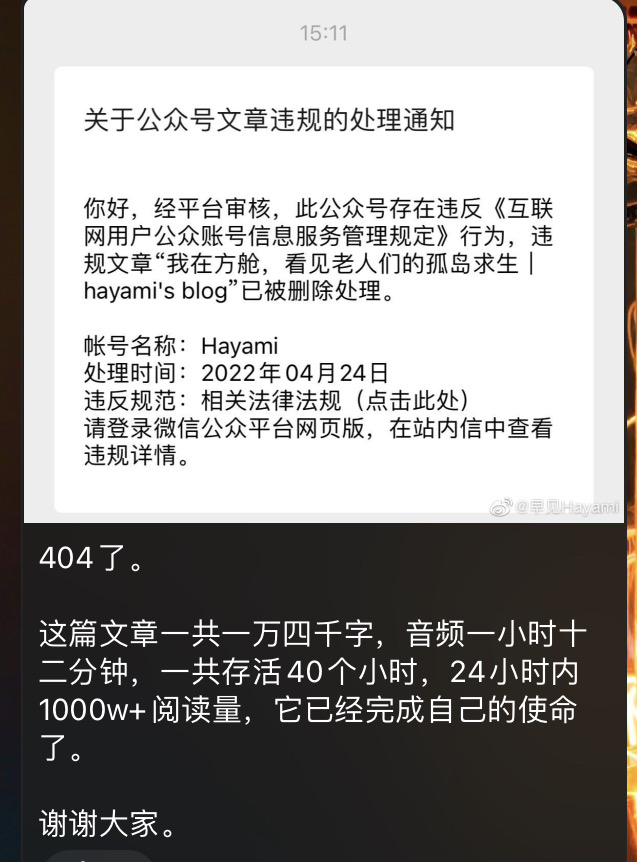 15:11
关于公众号文章违规的处理通知
你好，经平台审核，此公众号存在违反《互联
网用户公众账号信息服务管理规定》行为，违
规文章“我在方舱，看见老人们的孤岛求生｜
hayami's blog”已被删除处理。
帐号名称：Hayami
处理时间：2022年04月24日
违反规范：相关法律法规（点击此处）
请登录微信公众平台网页版，在站内信中查看
违规详情。
@早见Hayami
404了。
这篇文章一共一万四千字，音频一小时十
二分钟，一共存活40个小时，24小时内
1000w+阅读量，它已经完成自己的使命
了。
谢谢大家。